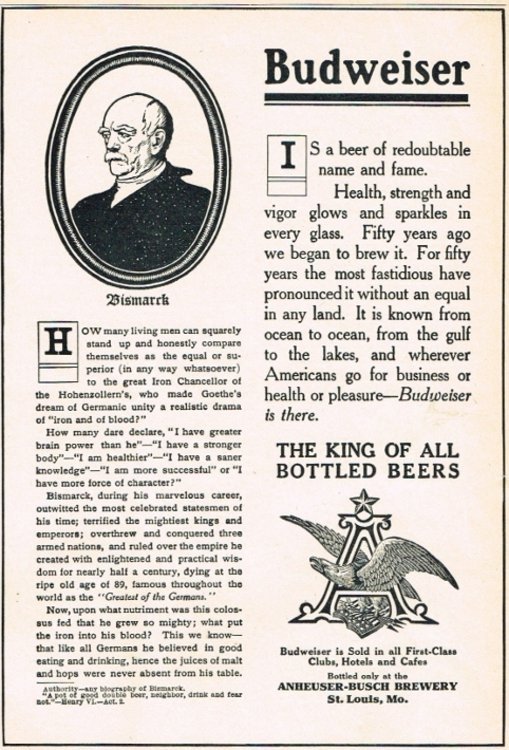 Bismarck
HOW many living men can squarely
stand up and honestly compare
themselves as the equal or su-
perior (in any way whatsoever)
to the great Iron Chancellor of
the Hohenzollern's, who made Goethe's
dream of Germanic unity a realistic drama
of "iron and of blood?"
How many dare declare, "I have greater
brain power than he"—"I have a stronger
body"—"I am healthier"—"I have a saner
knowledge"—"I am more successful" or "I
have more force of character?"
Bismarck, during his marvelous career,
outwitted the most celebrated statesmen of
his time; terrified the mightiest kings and
emperors; overthrew and conquered three
armed nations, and ruled over the empire he
created with enlightened and practical wis-
dom for nearly half a century, dying at the
ripe old age of 89, famous throughout the
world as the "Greatest of the Germans."
Now, upon what nutriment was this colos-
sus fed that he grew so mighty; what put
the iron into his blood? This we know—
that like all Germans he believed in good
eating and drinking, hence the juices of malt
and hops were never absent from his table.
Authority—any biography of Bismarck.
"A pot of good double beer, neighbor, drink and fear
not."—Henry VI.—Act. 2.
Budweiser
IS a beer of redoubtable
name and fame.
Health, strength and
vigor glows and sparkles in
every glass. Fifty years ago
we began to brew it. For fifty
years the most fastidious have
pronounced it without an equal
in any land. It is known from
ocean to ocean, from the gulf
to the lakes, and wherever
Americans go for business or
health or pleasure—Budweiser
is there.
THE KING OF ALL
BOTTLED BEERS
A
Budweiser is Sold in all First-Class
Clubs, Hotels and Cafes
Bottled only at the
ANHEUSER-BUSCH BREWERY
St. Louis, Mo.